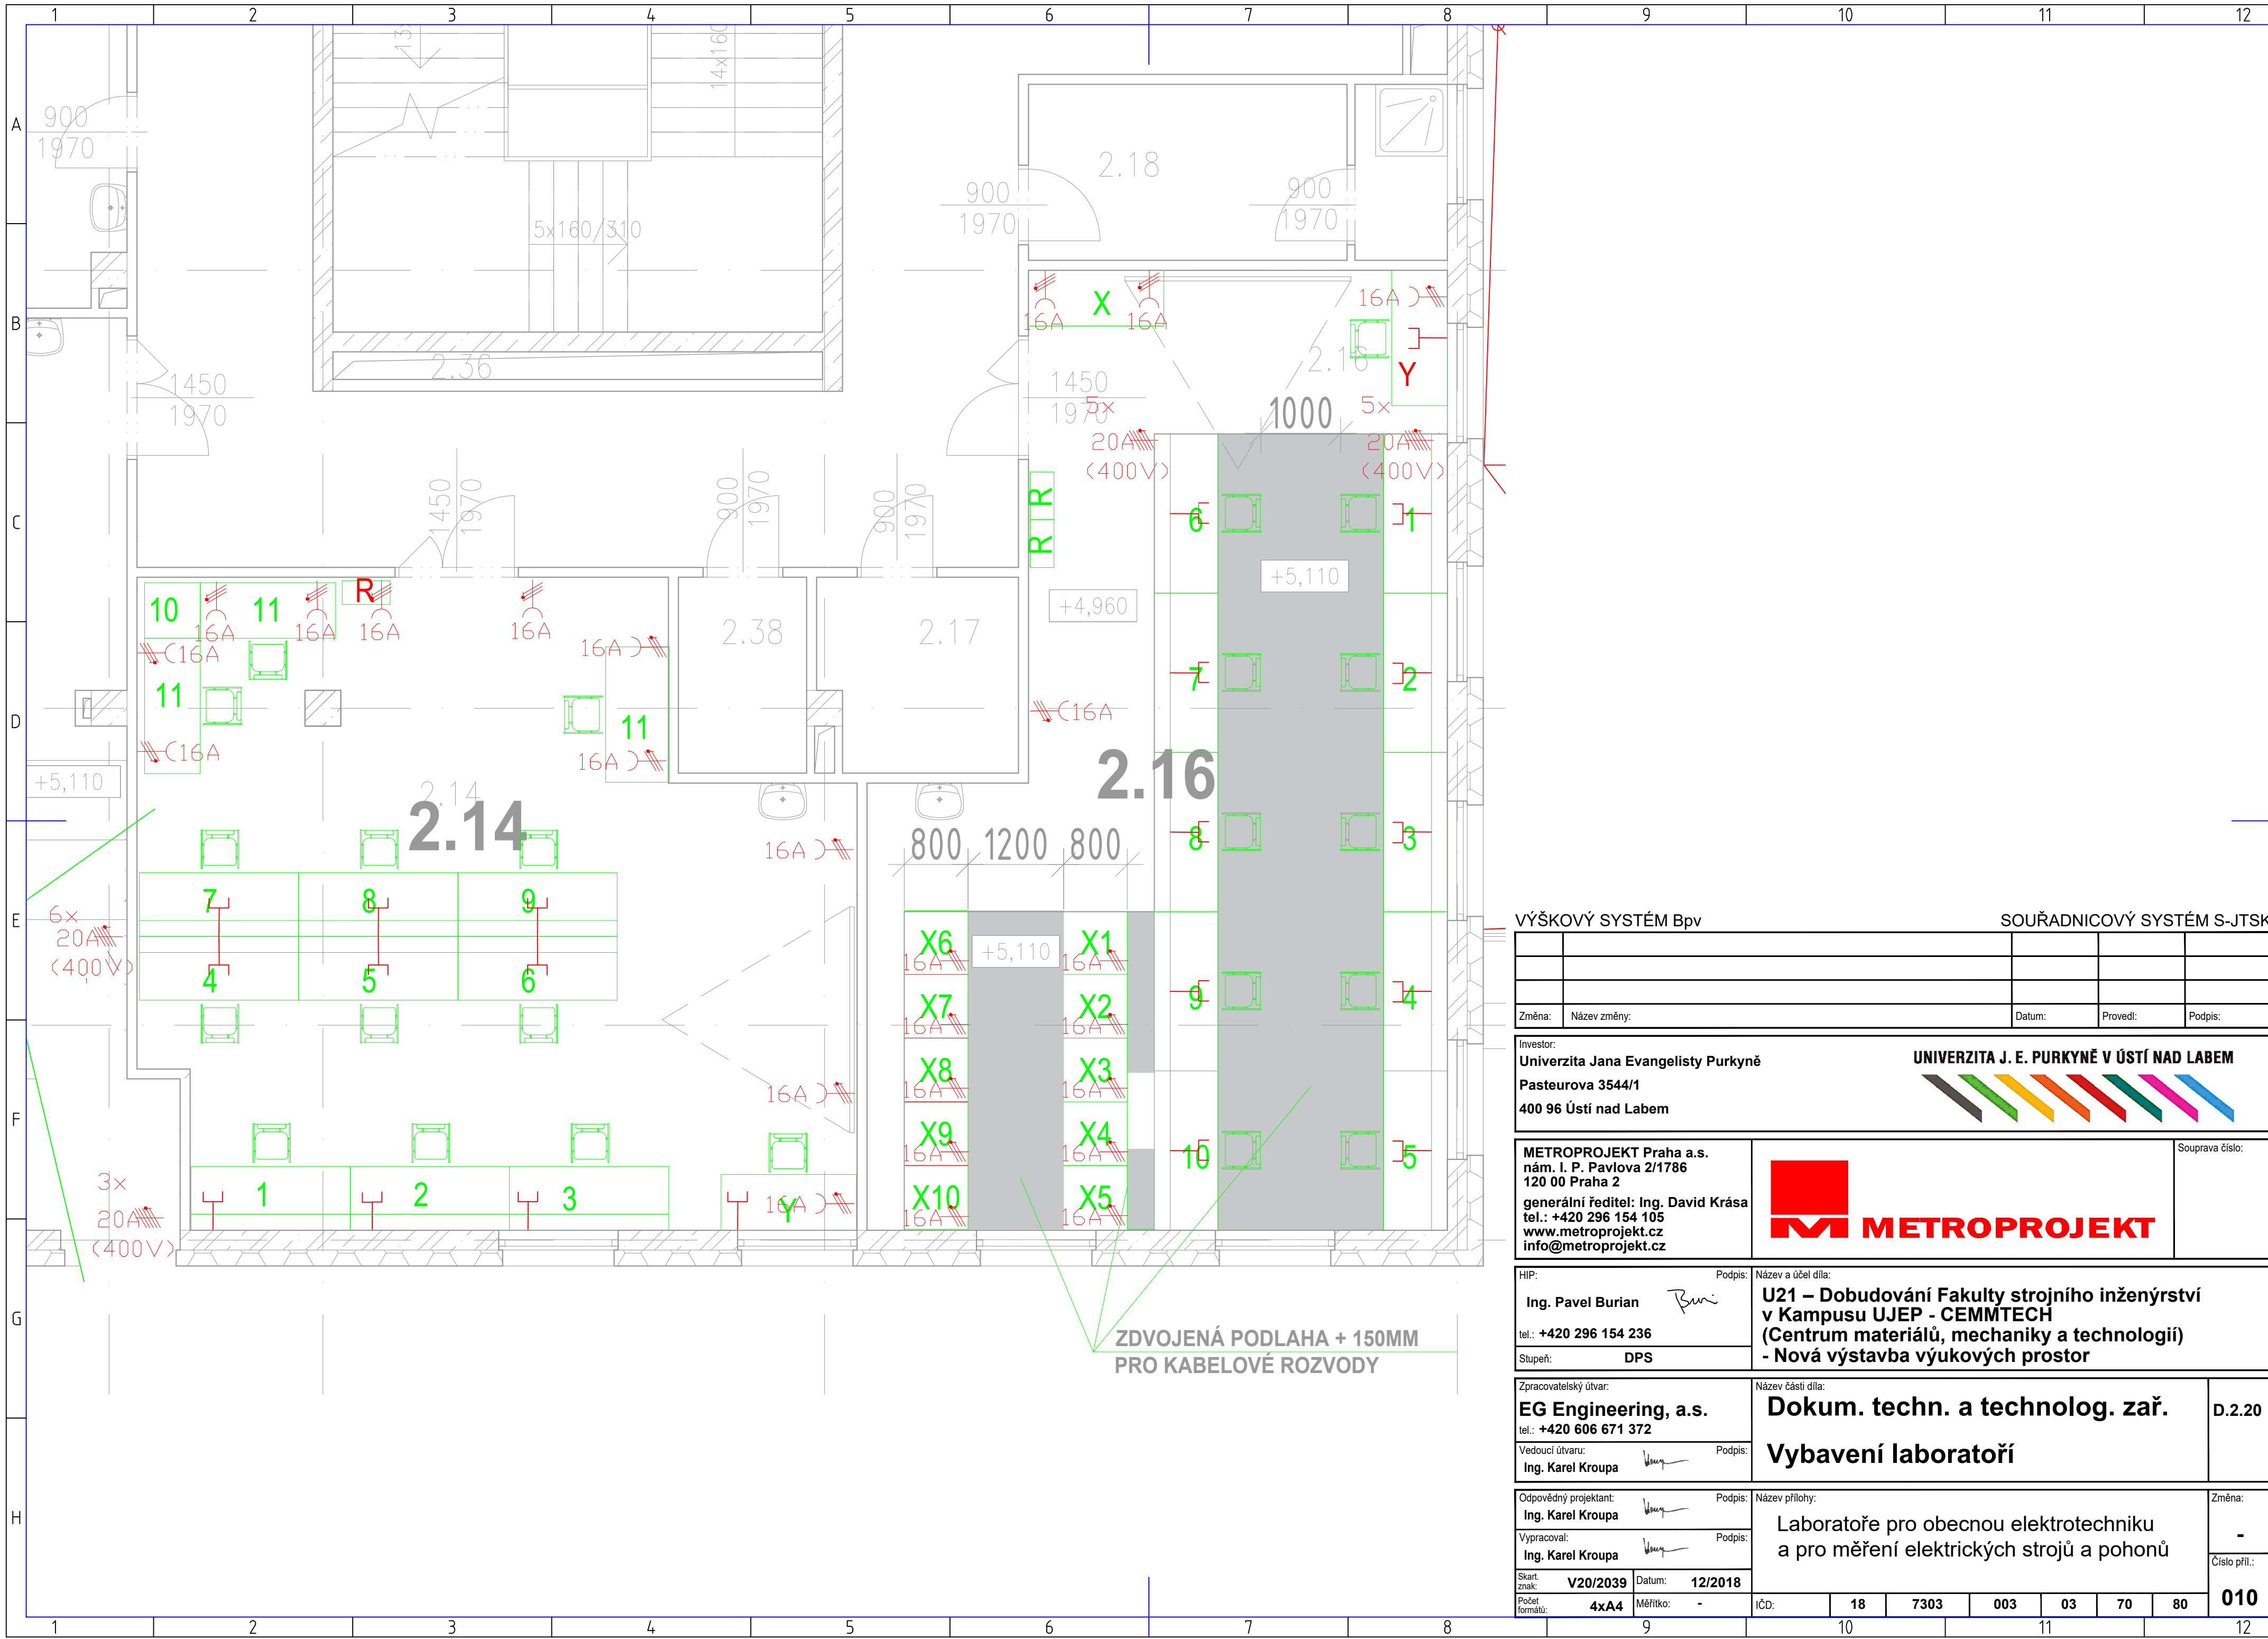 1 2 3 4 5 6 7 8 9 10 11 12
A
B
C
D
E
F
G
H
900
1970
14x160
5x160/310
2.36
1450
1970
900
1970
2.18
900
1970
X
16A
16A
16A
2.16
Y
1450
1970
5x
20A
(400V)
1000
5x
20A
(400V)
1450
1970
900
1970
900
1970
R
R
6
1
+5,110
+4,960
10
11
R
16A
16A
16A
16A
16A
11
16A
16A
11
16A
2.38
2.17
7
2
16A
2.16
+5,110
2.14
2.14
16A
800
1200
800
8
3
7
8
9
4
5
6
6x
20A
(400V)
X6
16A
+5,110
X1
16A
X7
16A
X2
16A
9
4
X8
16A
X3
16A
16A
X9
16A
X4
16A
10
5
X10
16A
X5
16A
1
2
3
Y
16A
3x
20A
(400V)
ZDVOJENÁ PODLAHA + 150MM
PRO KABELOVÉ ROZVODY
VÝŠKOVÝ SYSTÉM Bpv
SOUŘADNICOVÝ SYSTÉM S-JTSK
Změna: Název změny: Datum: Provedl: Podpis:
Investor:
Univerzita Jana Evangelisty Purkyně
Pasteurova 3544/1
400 96 Ústí nad Labem
UNIVERZITA J. E. PURKYNĚ V ÚSTÍ NAD LABEM
METROPROJEKT Praha a.s.
nám. I. P. Pavlova 2/1786
120 00 Praha 2
generální ředitel: Ing. David Krása
tel.: +420 296 154 105
www.metroprojekt.cz
info@metroprojekt.cz
METROPROJEKT
Souprava číslo:
HIP: Podpis:
Ing. Pavel Burian
tel.: +420 296 154 236
Stupeň: DPS
Název a účel díla:
U21 – Dobudování Fakulty strojního inženýrství
v Kampusu UJEP - CEMMTECH
(Centrum materiálů, mechaniky a technologií)
- Nová výstavba výukových prostor
Zpracovatelský útvar:
EG Engineering, a.s.
tel.: +420 606 671 372
Vedoucí útvaru: Podpis:
Ing. Karel Kroupa
Název části díla:
Dokum. techn. a technolog. zař.
Vybavení laboratoří
D.2.20
Odpovědný projektant: Podpis:
Ing. Karel Kroupa
Vypracoval: Podpis:
Ing. Karel Kroupa
Skart. znak: V20/2039 Datum: 12/2018
Počet formátů: 4xA4 Měřítko: -
Název přílohy:
Laboratoře pro obecnou elektrotechniku
a pro měření elektrických strojů a pohonů
Změna:
-
Číslo příl.:
010
IČD: 18 7303 003 03 70 80
1 2 3 4 5 6 7 8 9 10 11 12